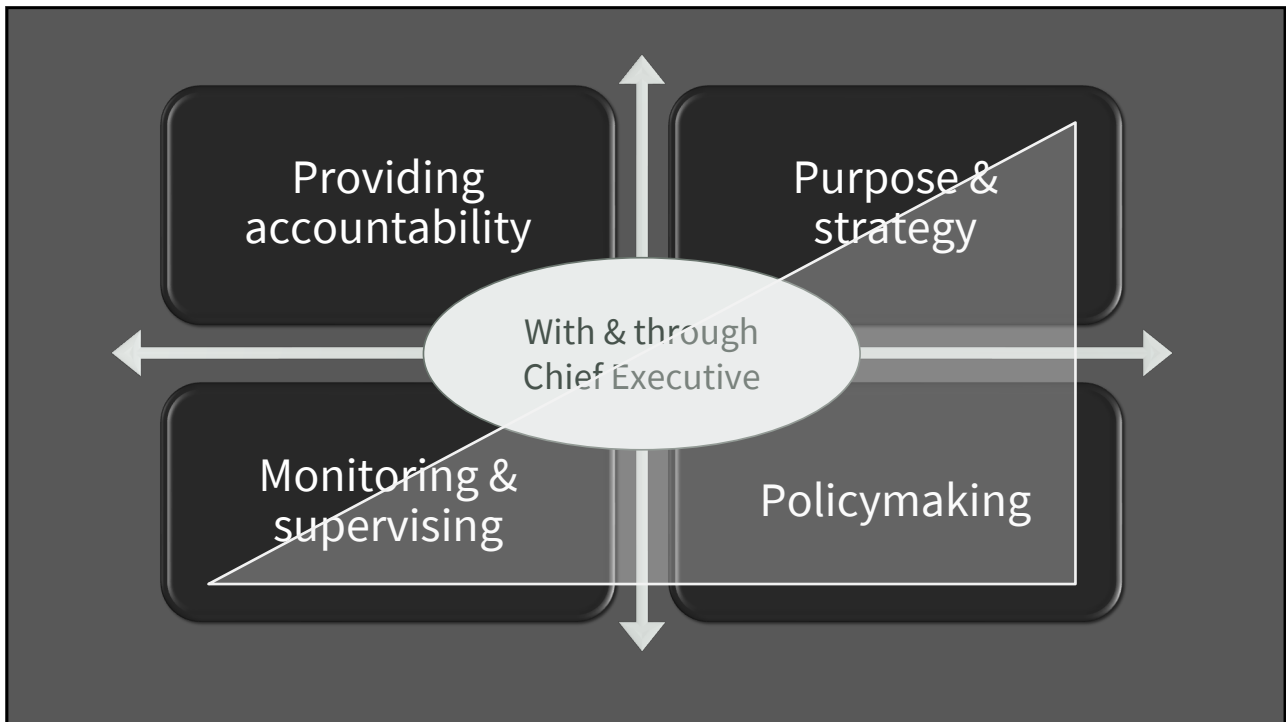 Providing
accountability
Purpose &
strategy
With & through
Chief Executive
Monitoring &
supervising
Policymaking